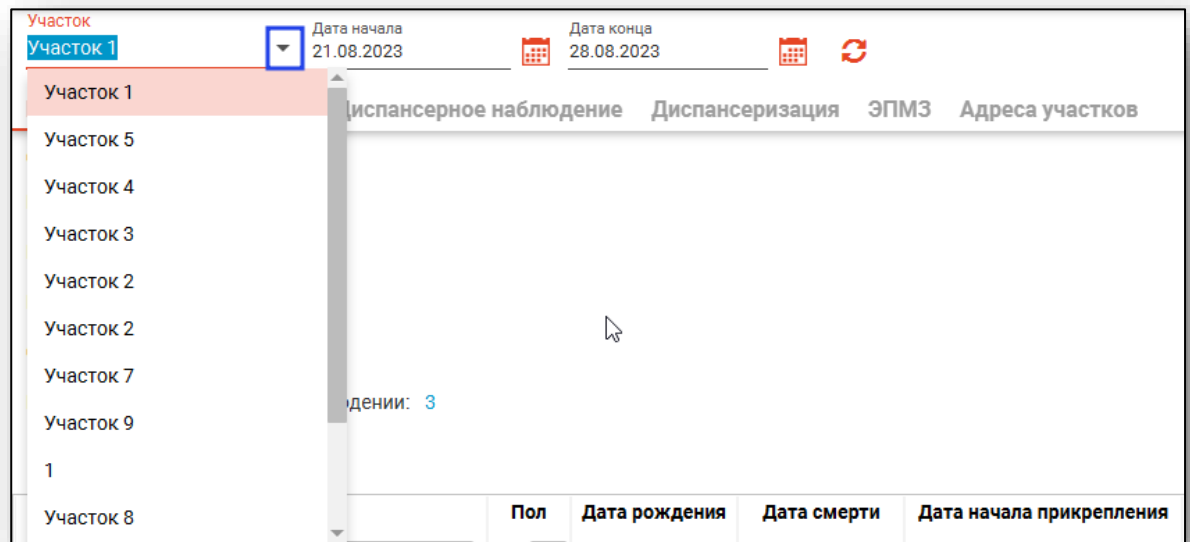 Участок
Участок 1
Дата начала
21.08.2023
Дата конца
28.08.2023
Участок 1
Диспансерное наблюдение Диспансеризация ЭПМЗ Адреса участков
Участок 5
Участок 4
Участок 3
Участок 2
Участок 2
Участок 7
дении: 3
Участок 9
1
Участок 8
Пол Дата рождения Дата смерти Дата начала прикрепления